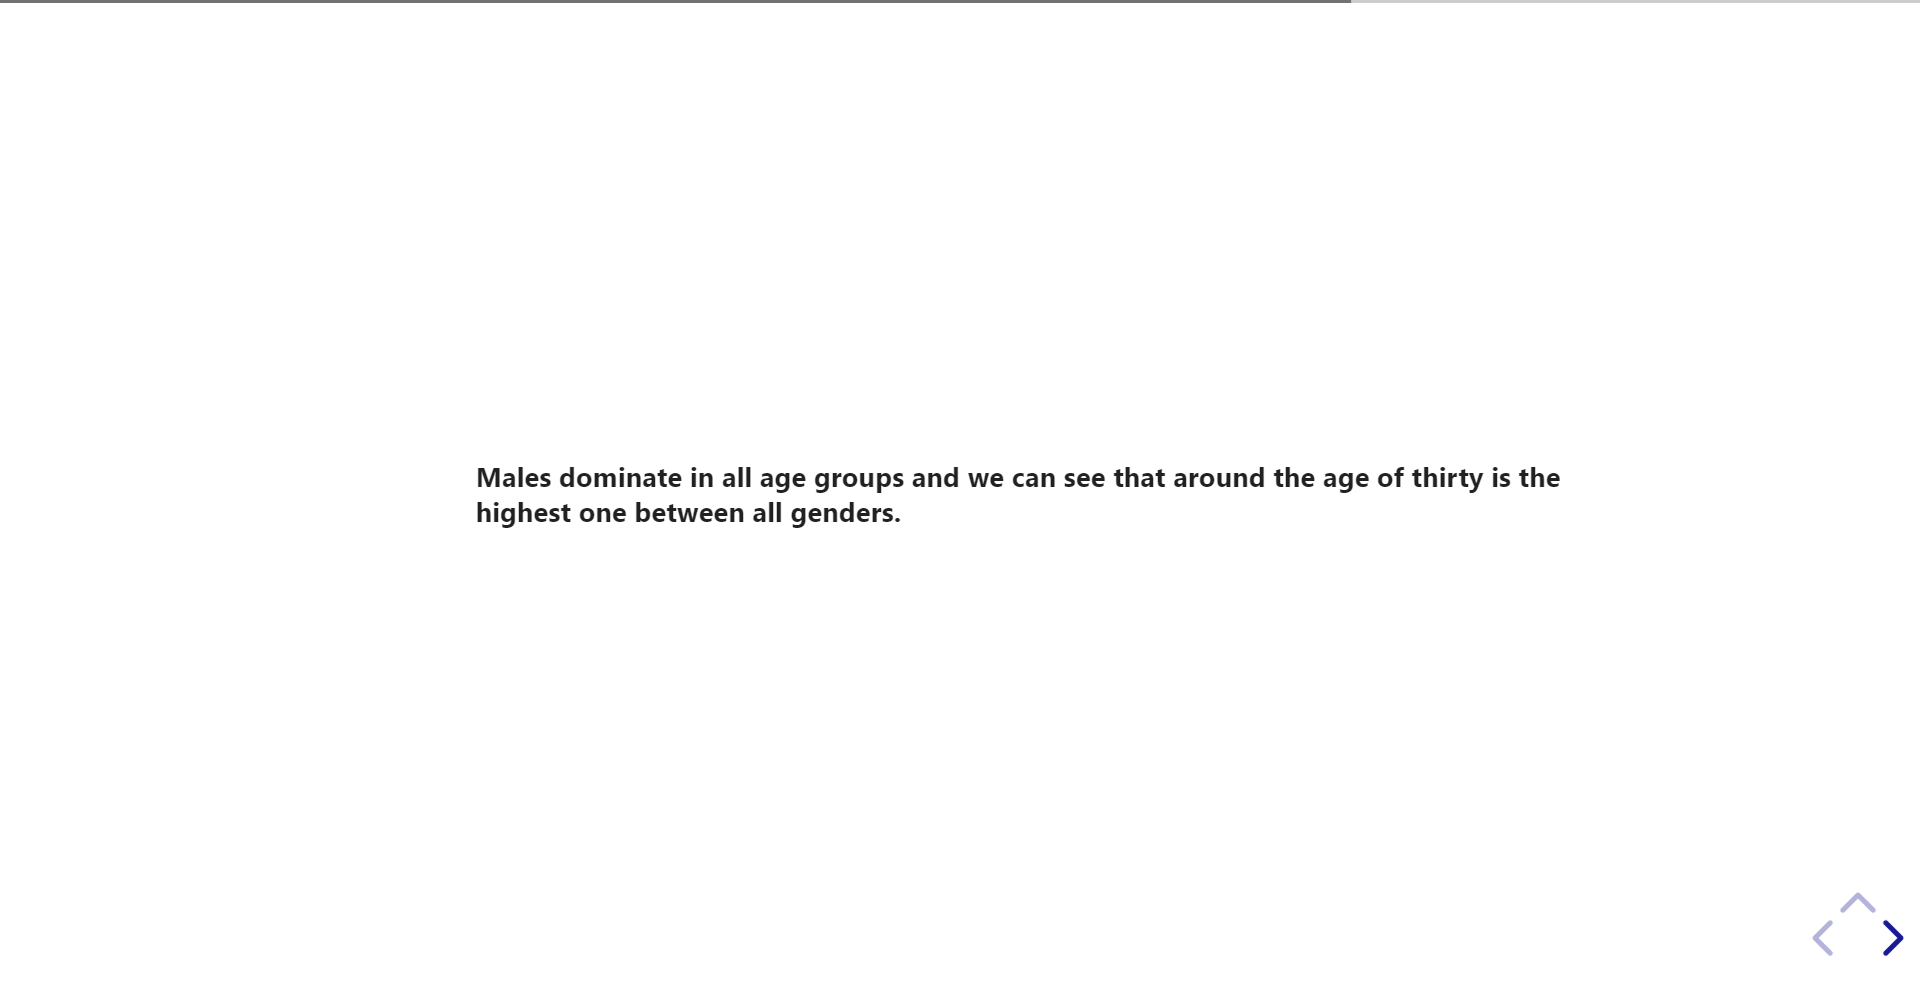 Males dominate in all age groups and we can see that around the age of thirty is the
highest one between all genders.